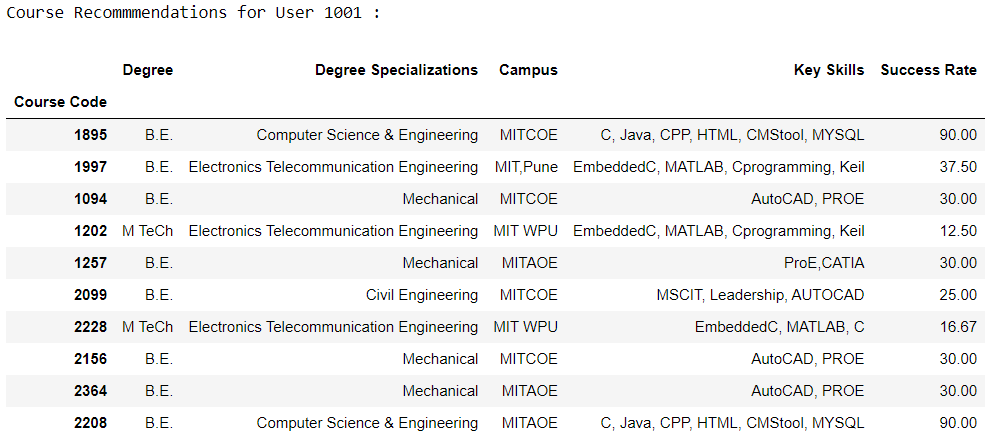 Course Recommmendations for User 1001 :
Degree Degree Specializations Campus Key Skills Success Rate
Course Code
1895 B.E. Computer Science & Engineering MITCOE C, Java, CPP, HTML, CMStool, MYSQL 90.00
1997 B.E. Electronics Telecommunication Engineering MIT,Pune EmbeddedC, MATLAB, Cprogramming, Keil 37.50
1094 B.E. Mechanical MITCOE AutoCAD, PROE 30.00
1202 M TeCh Electronics Telecommunication Engineering MIT WPU EmbeddedC, MATLAB, Cprogramming, Keil 12.50
1257 B.E. Mechanical MITAOE ProE,CATIA 30.00
2099 B.E. Civil Engineering MITCOE MSCIT, Leadership, AUTOCAD 25.00
2228 M TeCh Electronics Telecommunication Engineering MIT WPU EmbeddedC, MATLAB, C 16.67
2156 B.E. Mechanical MITCOE AutoCAD, PROE 30.00
2364 B.E. Mechanical MITAOE AutoCAD, PROE 30.00
2208 B.E. Computer Science & Engineering MITAOE C, Java, CPP, HTML, CMStool, MYSQL 90.00